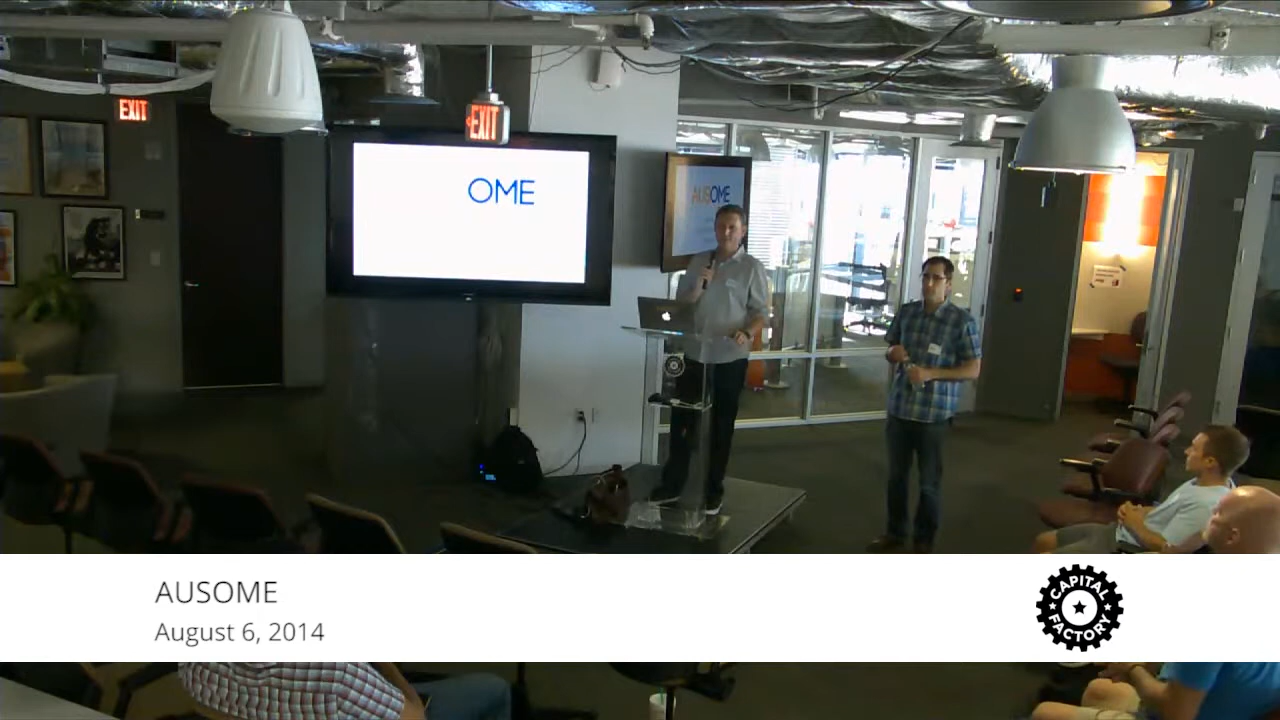 EXIT
EXIT
OME
AUSOME
AUSOME
August 6, 2014
CAPITAL
FACTORY